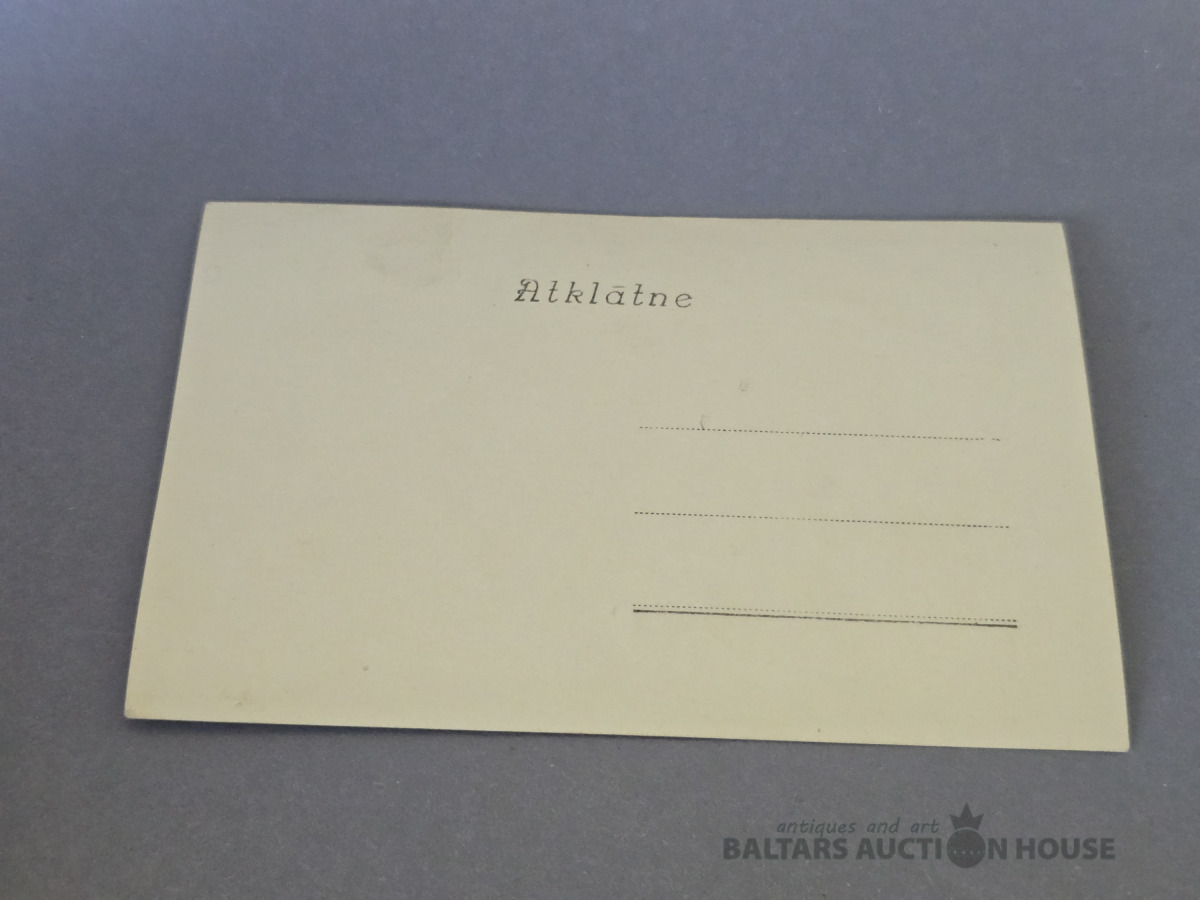 Atklātne
antiques and art
BALTARS AUCTION HOUSE